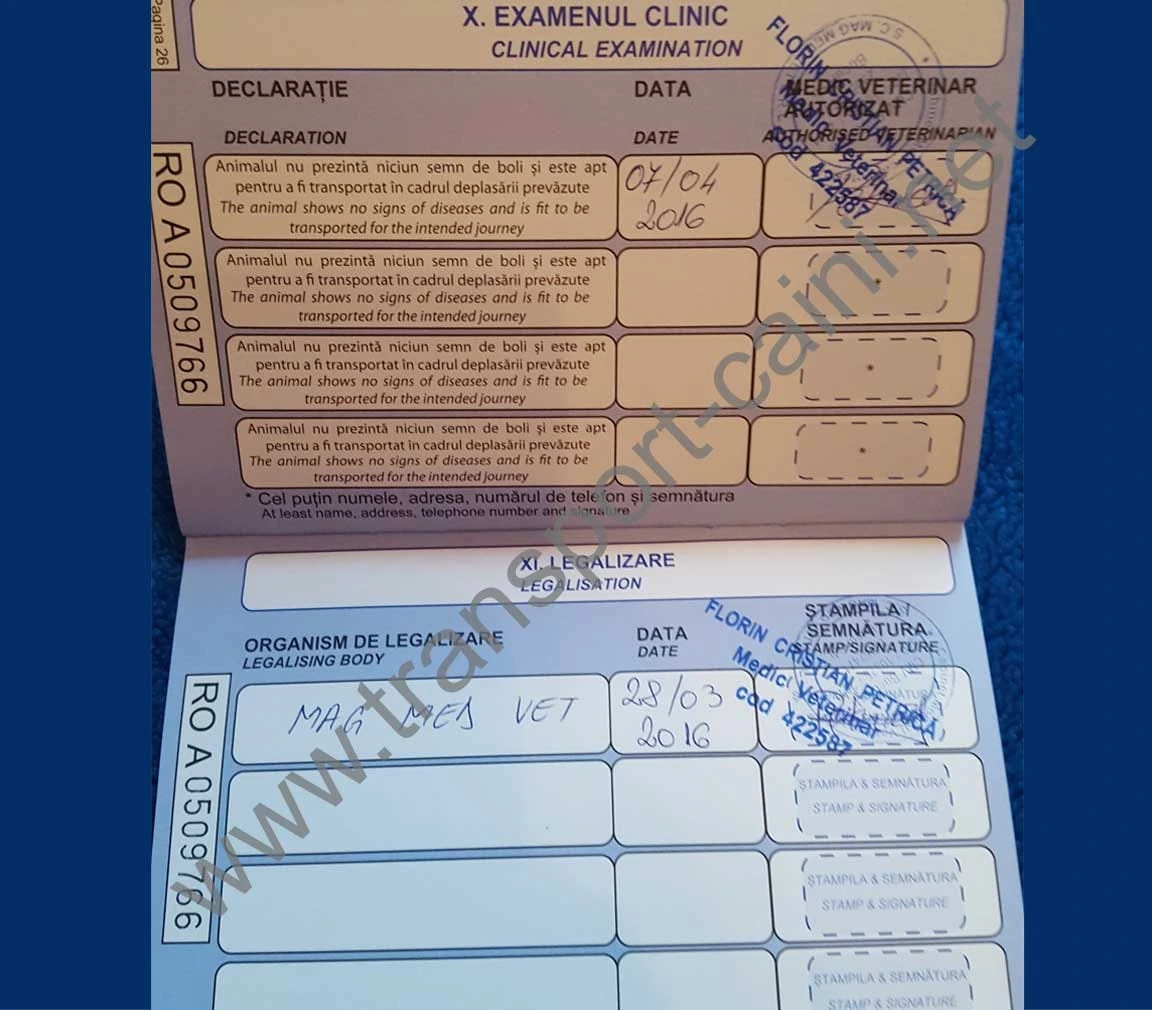 Pagina 26
X. EXAMENUL CLINIC
CLINICAL EXAMINATION
DECLARAȚIE
DATA
MEDIC VETERINAR
AUTORIZAT
DECLARATION
DATE
AUTHORISED VETERINARIAN
FLORIN CRISTIAN PETRICĂ
Medic Veterinar
cod 422587
RO A0509766
Animalul nu prezintă niciun semn de boli și este apt
pentru a fi transportat în cadrul deplasării prevăzute
The animal shows no signs of diseases and is fit to be
transported for the intended journey
07/04
2016
Animalul nu prezintă niciun semn de boli și este apt
pentru a fi transportat în cadrul deplasării prevăzute
The animal shows no signs of diseases and is fit to be
transported for the intended journey
*
Animalul nu prezintă niciun semn de boli și este apt
pentru a fi transportat în cadrul deplasării prevăzute
The animal shows no signs of diseases and is fit to be
transported for the intended journey
*
Animalul nu prezintă niciun semn de boli și este apt
pentru a fi transportat în cadrul deplasării prevăzute
The animal shows no signs of diseases and is fit to be
transported for the intended journey
*
* Cel puțin numele, adresa, numărul de telefon și semnătura
At least name, address, telephone number and signature
XI. LEGALIZARE
LEGALISATION
ORGANISM DE LEGALIZARE
LEGALISING BODY
DATA
DATE
ȘTAMPILA /
SEMNĂTURA
STAMP/SIGNATURE
FLORIN CRISTIAN PETRICĂ
Medic Veterinar
cod 422587
RO A0509766
MAG MED VET
28/03
2016
ȘTAMPILA & SEMNĂTURA
STAMP & SIGNATURE
ȘTAMPILA & SEMNĂTURA
STAMP & SIGNATURE
ȘTAMPILA & SEMNĂTURA
STAMP & SIGNATURE
www.transport-caini.net